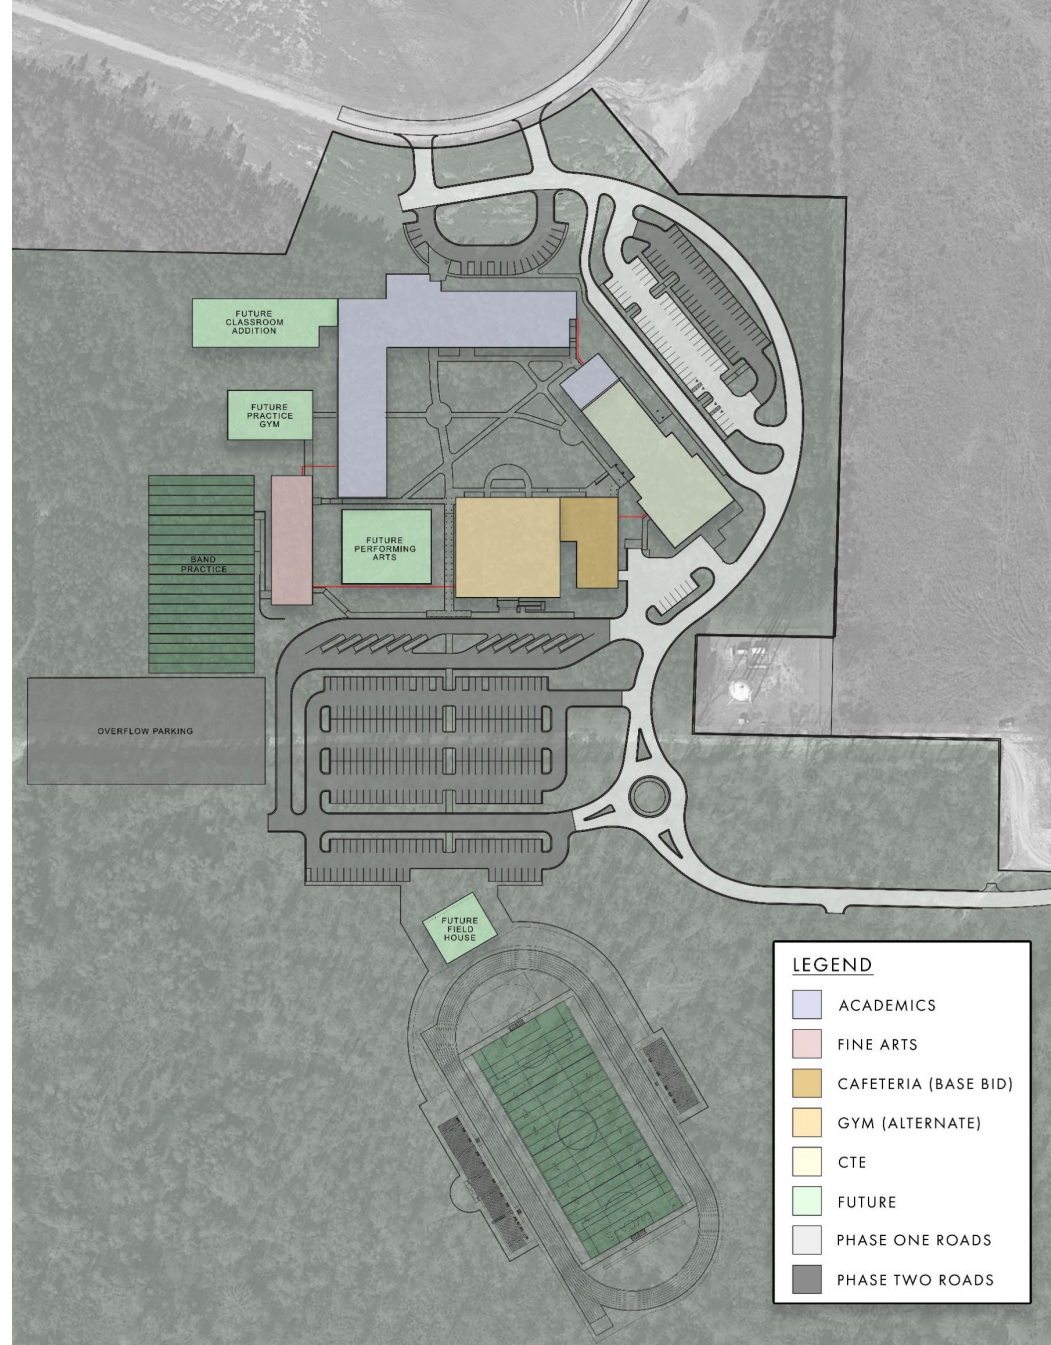 FUTURE
CLASSROOM
ADDITION
FUTURE
PRACTICE
GYM
BAND
PRACTICE
FUTURE
PERFORMING
ARTS
OVERFLOW PARKING
FUTURE
FIELD
HOUSE
LEGEND
ACADEMICS
FINE ARTS
CAFETERIA (BASE BID)
GYM (ALTERNATE)
CTE
FUTURE
PHASE ONE ROADS
PHASE TWO ROADS